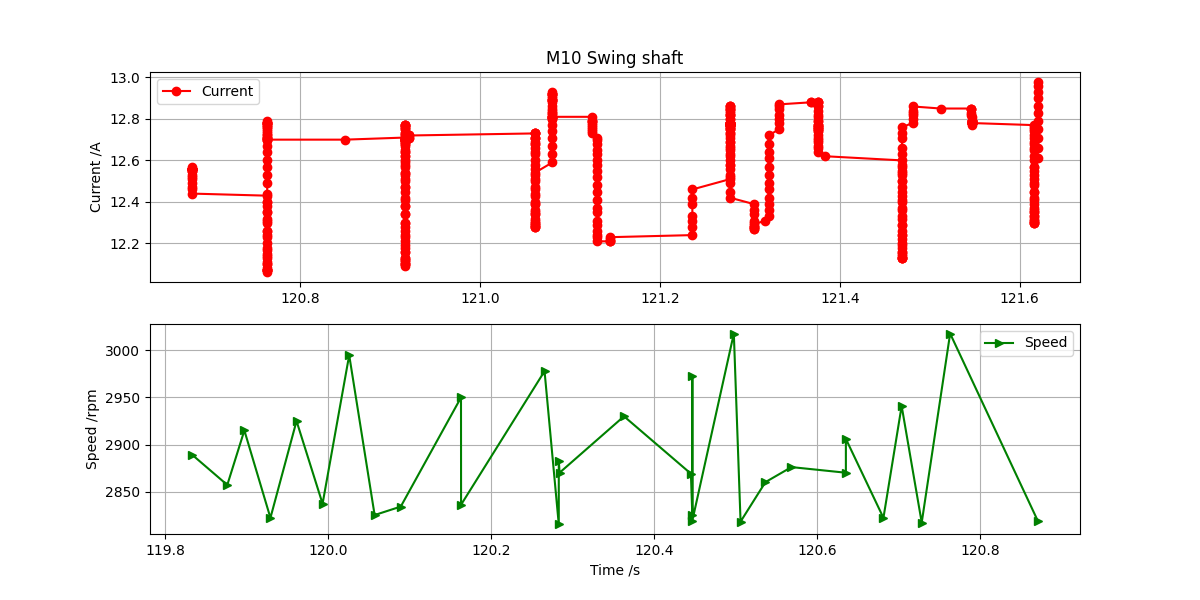 M10 Swing shaft
13.0
12.8
12.6
12.4
12.2
Current /A
Current
120.8 121.0 121.2 121.4 121.6
3000
2950
2900
2850
Speed /rpm
Speed
119.8 120.0 120.2 120.4 120.6 120.8
Time /s